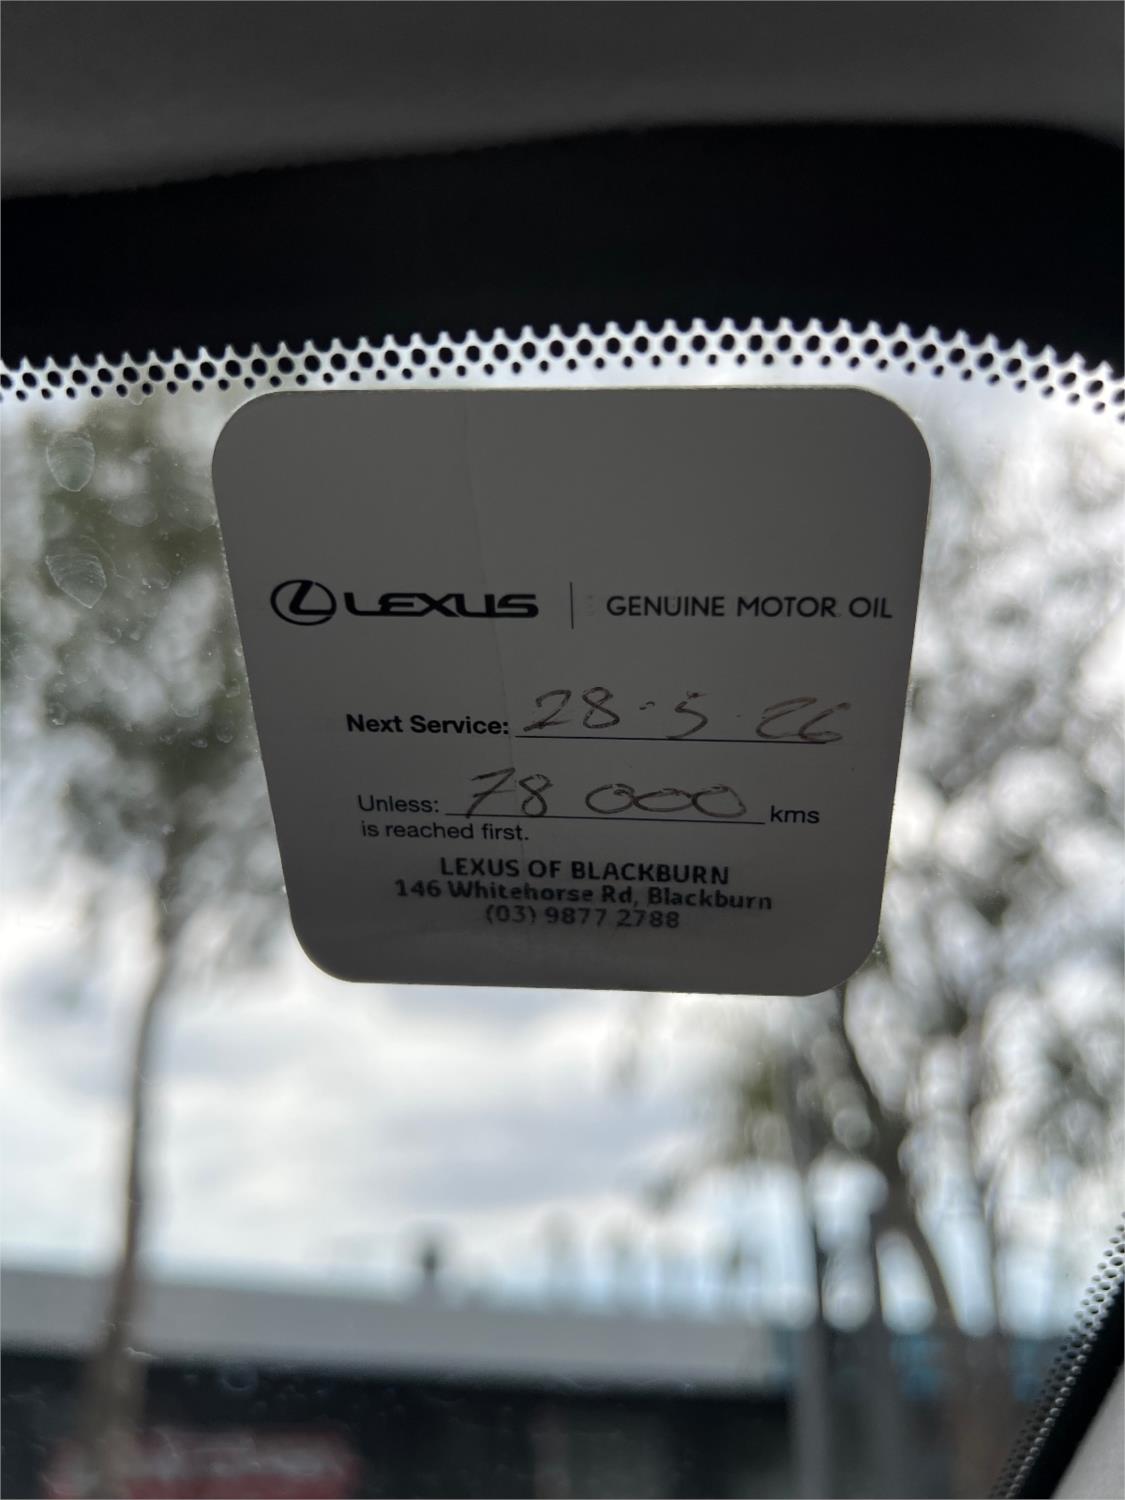 LEXUS | GENUINE MOTOR OIL
Next Service: 28.5.26
Unless: 78 000 kms
is reached first.
LEXUS OF BLACKBURN
146 Whitehorse Rd, Blackburn
(03) 9877 2788